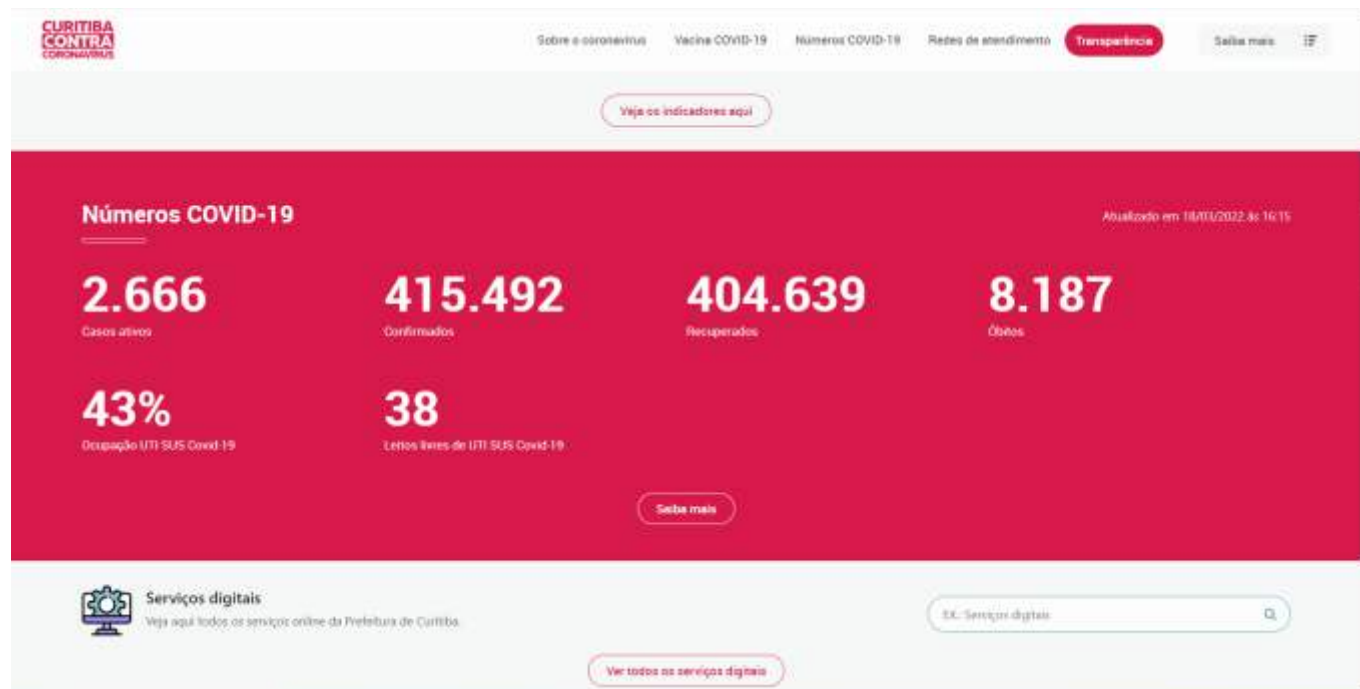 CURITIBA
CONTRA
CORONAVÍRUS
Sobre o coronavírus Vacina COVID-19 Números COVID-19 Redes de atendimento Transparência Saiba mais
Veja os indicadores aqui
Números COVID-19
Atualizado em 18/03/2022 às 16:15
2.666 415.492 404.639 8.187
Casos ativos Confirmados Recuperados Óbitos
43% 38
Ocupação UTI SUS Covid-19 Leitos livres de UTI SUS Covid-19
Saiba mais
Serviços digitais
Veja aqui todos os serviços online da Prefeitura de Curitiba.
EX.: Serviços digitais
Ver todos os serviços digitais